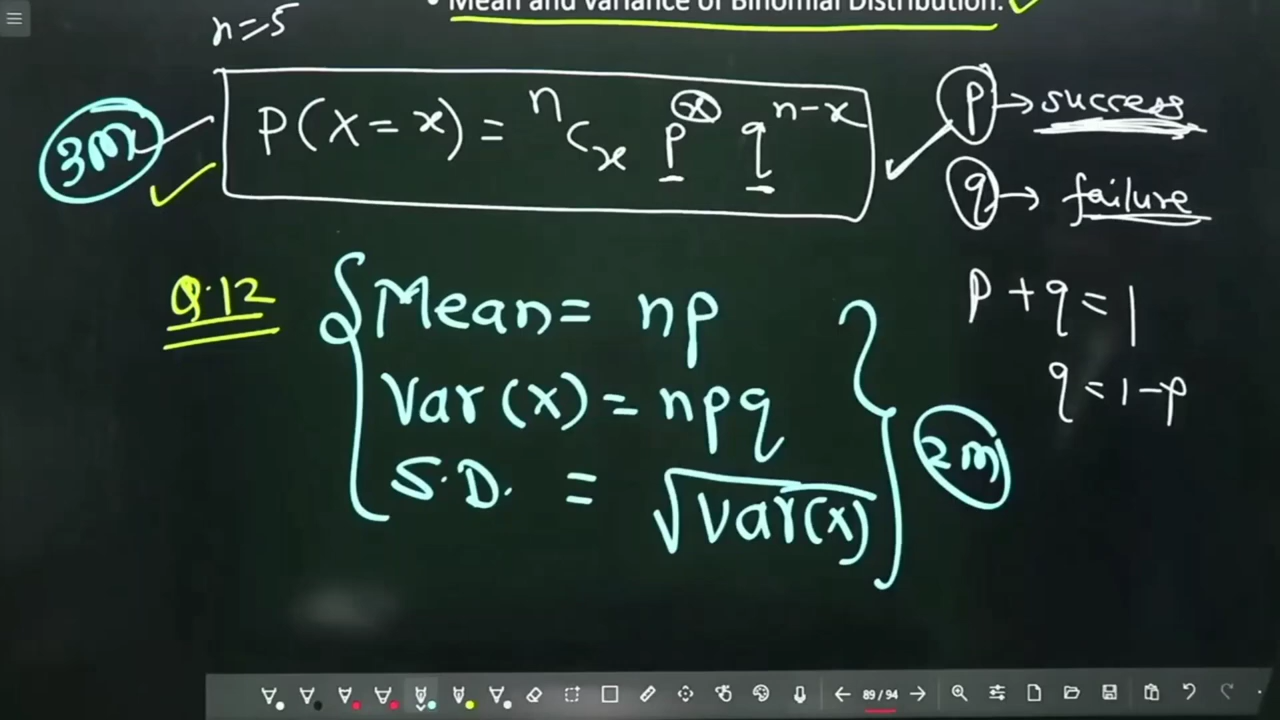 • Mean and Variance of Binomial Distribution.
n=5
3M
P(X=x) = ⁿCₓ pˣ qⁿ⁻ˣ
p → success
q → failure
p + q = 1
q = 1-p
Q.12
Mean = np
Var(x) = npq
S.D. = √Var(x)
2M
89 / 94